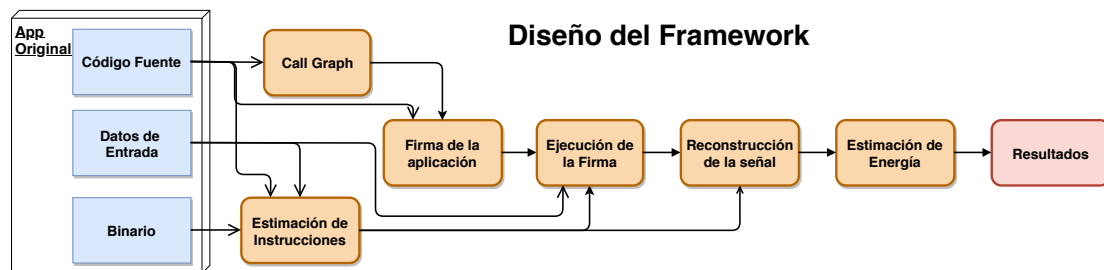 App
Original
Diseño del Framework
Código Fuente
Call Graph
Datos de
Entrada
Firma de la
aplicación
Ejecución de
la Firma
Reconstrucción
de la señal
Estimación de
Energía
Resultados
Binario
Estimación de
Instrucciones